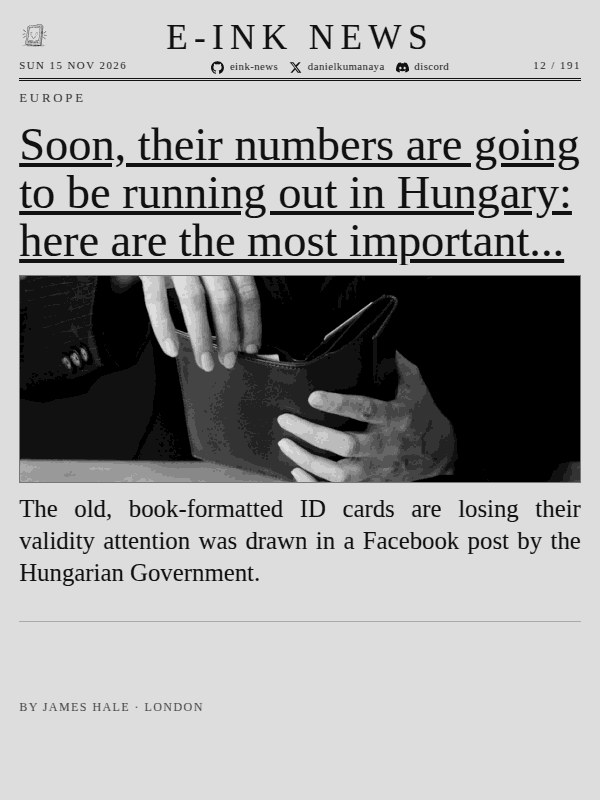 E-INK NEWS
SUN 15 NOV 2026
eink-news danielkumanaya discord
12 / 191
EUROPE
Soon, their numbers are going
to be running out in Hungary:
here are the most important...
The old, book-formatted ID cards are losing their
validity attention was drawn in a Facebook post by the
Hungarian Government.
BY JAMES HALE · LONDON